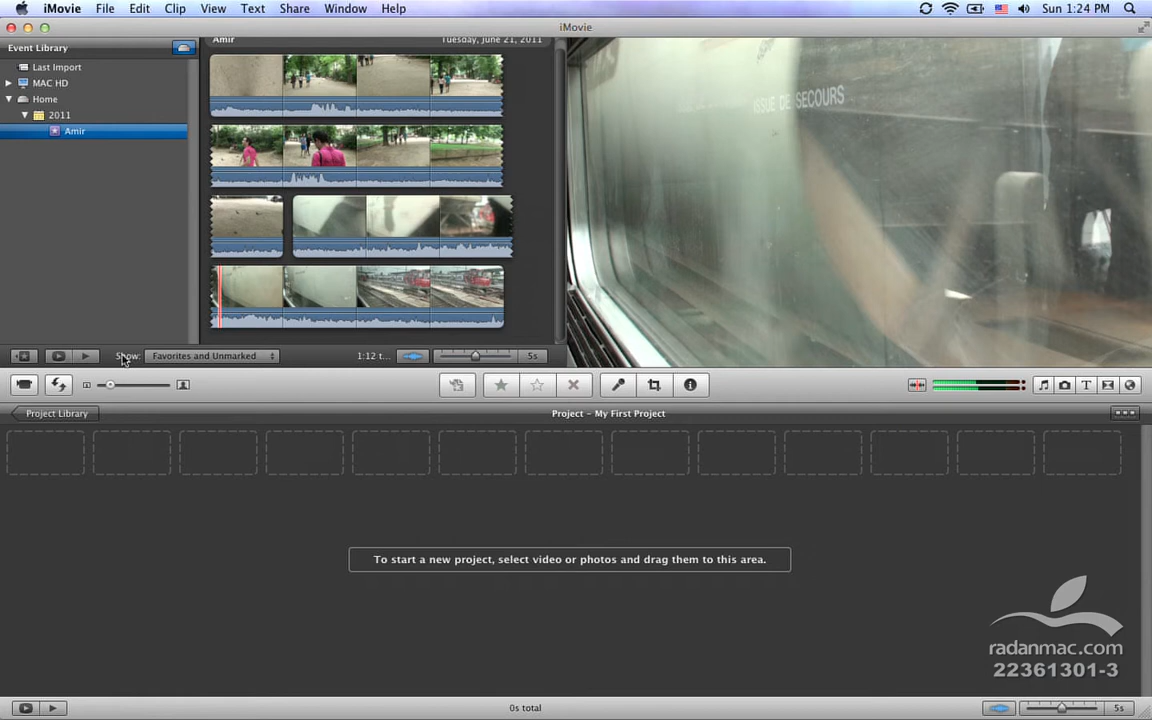 iMovie File Edit Clip View Text Share Window Help Sun 1:24 PM
iMovie
Event Library
Amir Tuesday, June 21, 2011
Last Import
MAC HD
Home
2011
Amir
ISSUE DE SECOURS
Show: Favorites and Unmarked 1:12 t... 5s
Project Library Project – My First Project
To start a new project, select video or photos and drag them to this area.
radanmac.com
22361301-3
0s total 5s